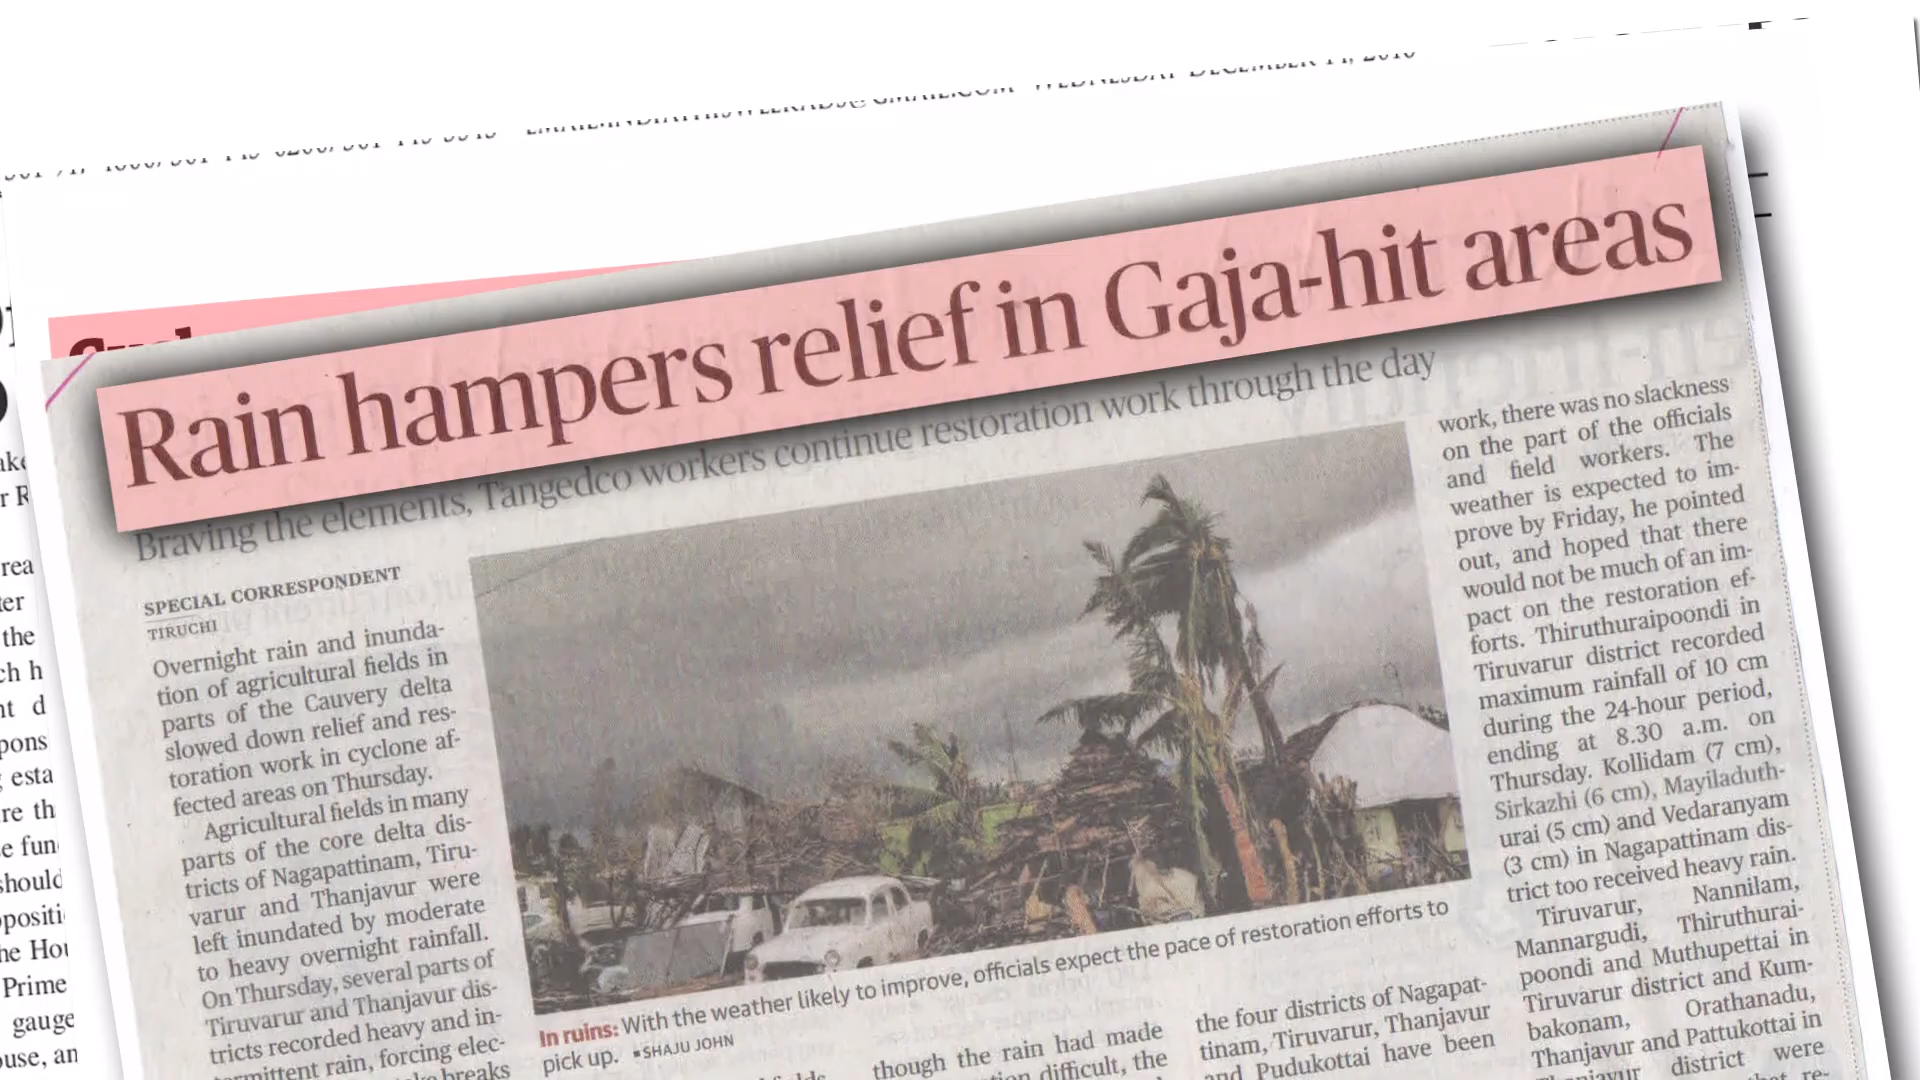 Rain hampers relief in Gaja-hit areas
Braving the elements, Tangedco workers continue restoration work through the day
SPECIAL CORRESPONDENT
TIRUCHI
Overnight rain and inunda-
tion of agricultural fields in
parts of the Cauvery delta
slowed down relief and res-
toration work in cyclone af-
fected areas on Thursday.
Agricultural fields in many
parts of the core delta dis-
tricts of Nagapattinam, Tiru-
varur and Thanjavur were
left inundated by moderate
to heavy overnight rainfall.
On Thursday, several parts of
Tiruvarur and Thanjavur dis-
tricts recorded heavy and in-
termittent rain, forcing elec-
breaks
In ruins: With the weather likely to improve, officials expect the pace of restoration efforts to
pick up. ▪SHAJU JOHN
though the rain had made
difficult, the
the four districts of Nagapat-
tinam, Tiruvarur, Thanjavur
and Pudukottai have been
work, there was no slackness
on the part of the officials
and field workers. The
weather is expected to im-
prove by Friday, he pointed
out, and hoped that there
would not be much of an im-
pact on the restoration ef-
forts. Thiruthuraipoondi in
Tiruvarur district recorded
maximum rainfall of 10 cm
during the 24-hour period,
ending at 8.30 a.m. on
Thursday. Kollidam (7 cm),
Sirkazhi (6 cm), Mayiladuth-
urai (5 cm) and Vedaranyam
(3 cm) in Nagapattinam dis-
trict too received heavy rain.
Tiruvarur, Nannilam,
Mannargudi, Thiruthurai-
poondi and Muthupettai in
Tiruvarur district and Kum-
bakonam, Orathanadu,
Thanjavur and Pattukottai in
Thanjavur district were
the
esta
should
Prime
gauge